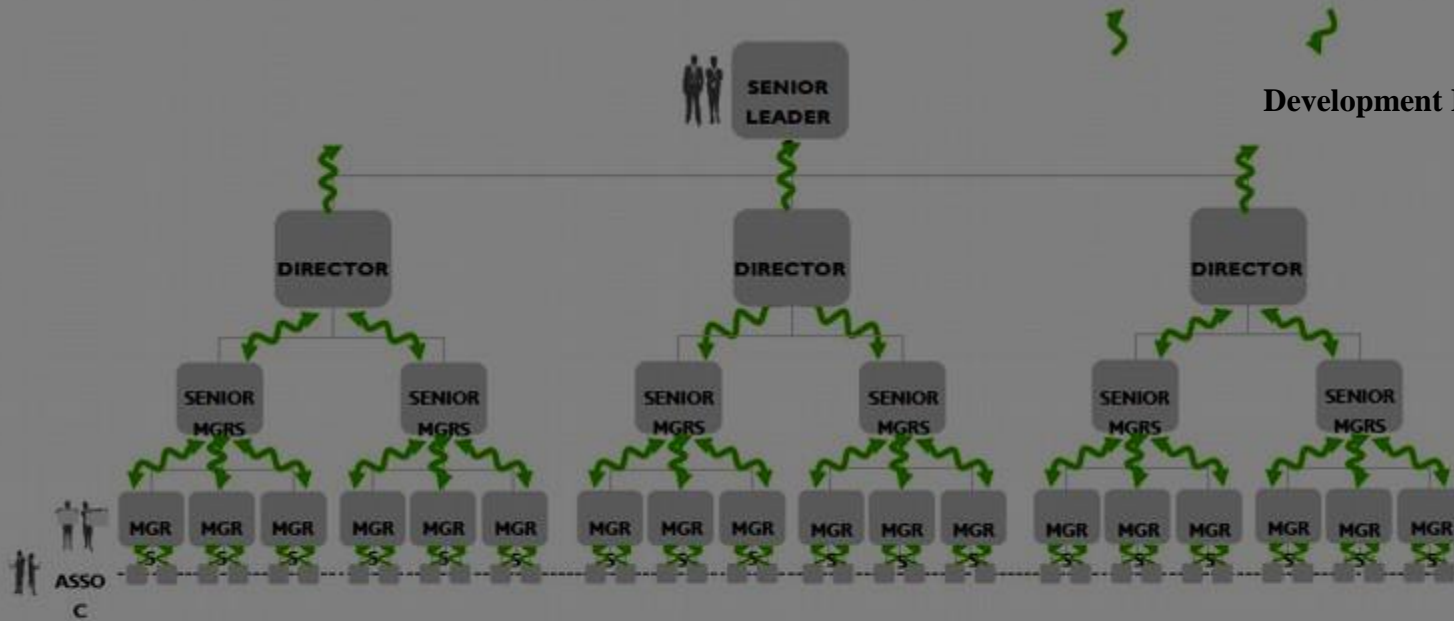 SENIOR
LEADER
Development
DIRECTOR DIRECTOR DIRECTOR
SENIOR SENIOR SENIOR SENIOR SENIOR SENIOR
MGRS MGRS MGRS MGRS MGRS MGRS
MGR MGR MGR MGR MGR MGR MGR MGR MGR MGR MGR MGR MGR MGR MGR MGR MGR MGR
S S S S S S S S S S S S S S S S S S
ASSO
C